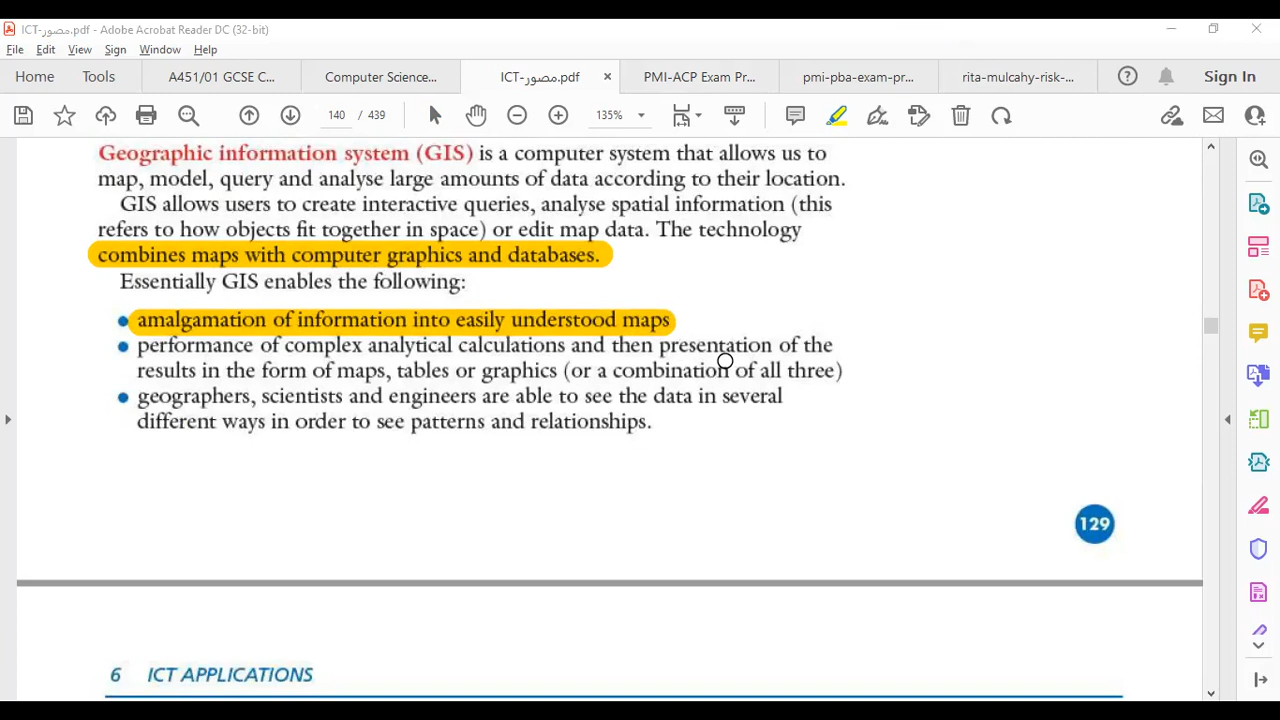 ICT-مصور.pdf - Adobe Acrobat Reader DC (32-bit)
File Edit View Sign Window Help
Home Tools A451/01 GCSE C... Computer Science... ICT-مصور.pdf × PMI-ACP Exam Pr... pmi-pba-exam-pr... rita-mulcahy-risk-... Sign In
140 / 439 135%
Geographic information system (GIS) is a computer system that allows us to
map, model, query and analyse large amounts of data according to their location.
GIS allows users to create interactive queries, analyse spatial information (this
refers to how objects fit together in space) or edit map data. The technology
combines maps with computer graphics and databases.
Essentially GIS enables the following:
• amalgamation of information into easily understood maps
• performance of complex analytical calculations and then presentation of the
results in the form of maps, tables or graphics (or a combination of all three)
• geographers, scientists and engineers are able to see the data in several
different ways in order to see patterns and relationships.
129
6 ICT APPLICATIONS